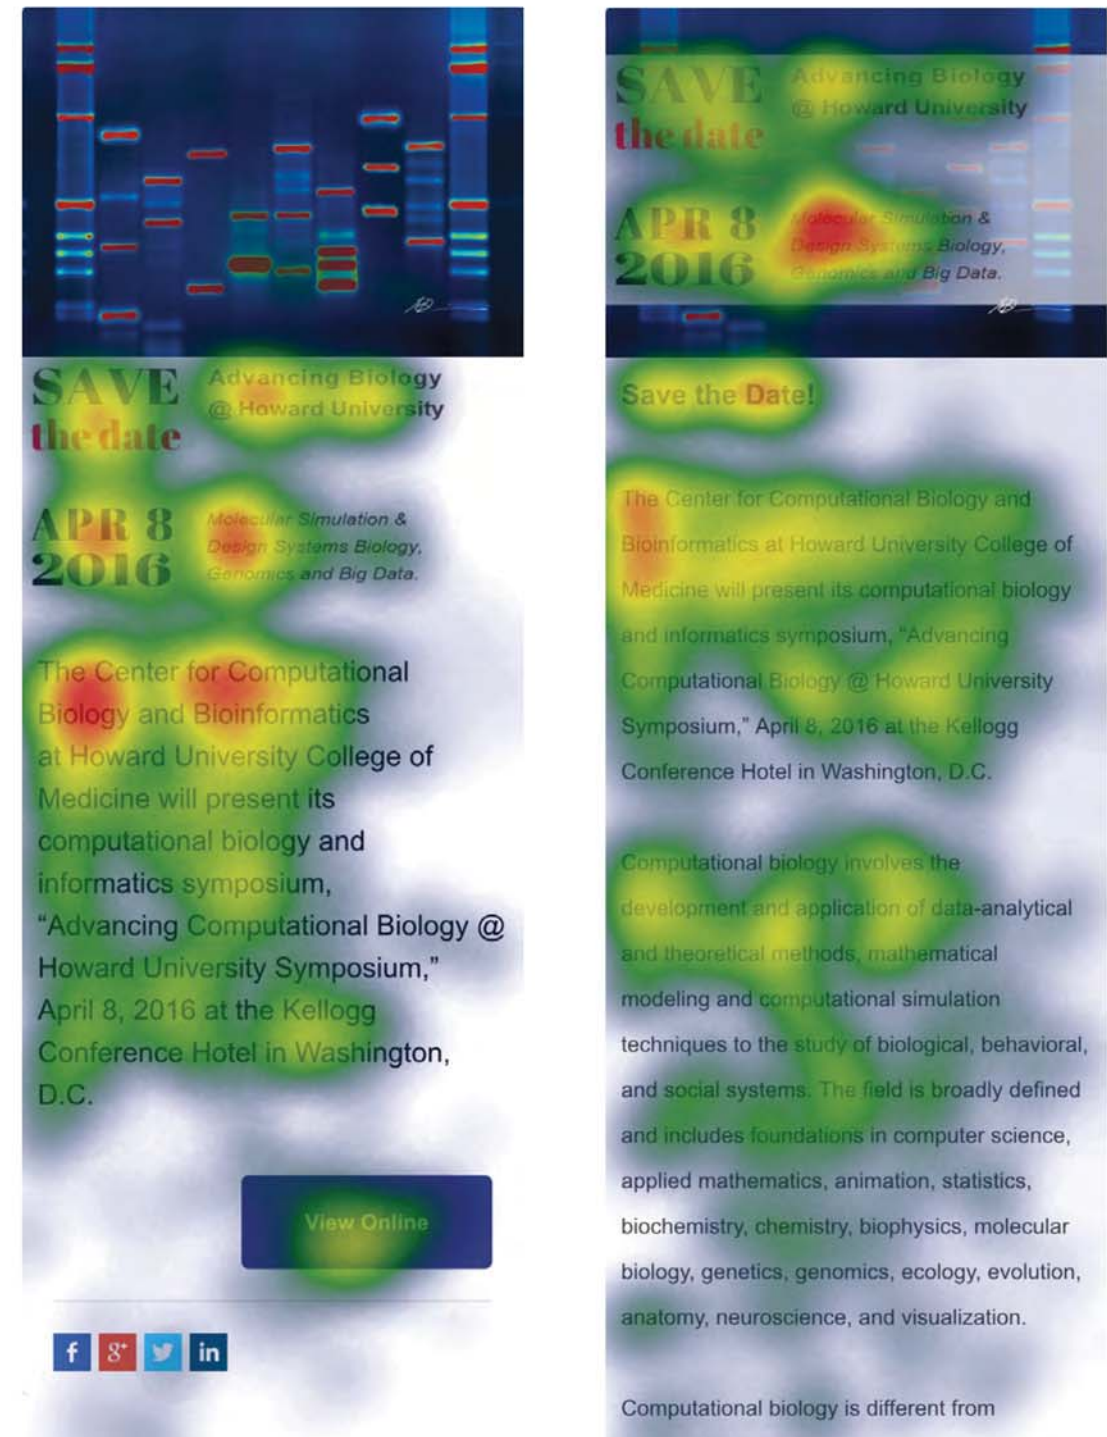 SAVE
the date
Advancing Biology
@ Howard University
APR 8
2016
Molecular Simulation &
Design Systems Biology,
Genomics and Big Data.
The Center for Computational
Biology and Bioinformatics
at Howard University College of
Medicine will present its
computational biology and
informatics symposium,
“Advancing Computational Biology @
Howard University Symposium,”
April 8, 2016 at the Kellogg
Conference Hotel in Washington,
D.C.
View Online
f
g+
in
SAVE
the date
Advancing Biology
@ Howard University
APR 8
2016
Molecular Simulation &
Design Systems Biology,
Genomics and Big Data.
Save the Date!
The Center for Computational Biology and
Bioinformatics at Howard University College of
Medicine will present its computational biology
and informatics symposium, “Advancing
Computational Biology @ Howard University
Symposium,” April 8, 2016 at the Kellogg
Conference Hotel in Washington, D.C.
Computational biology involves the
development and application of data-analytical
and theoretical methods, mathematical
modeling and computational simulation
techniques to the study of biological, behavioral,
and social systems. The field is broadly defined
and includes foundations in computer science,
applied mathematics, animation, statistics,
biochemistry, chemistry, biophysics, molecular
biology, genetics, genomics, ecology, evolution,
anatomy, neuroscience, and visualization.
Computational biology is different from